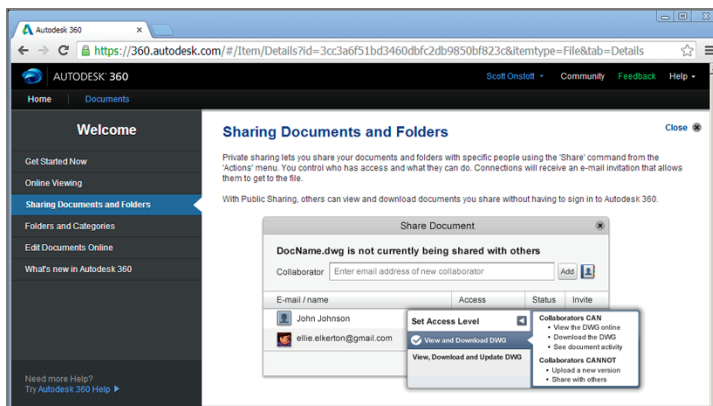 Autodesk 360
https://360.autodesk.com/#/Item/Details?id=3cc3a6f51bd3460dbfc2db9850bf823c&itemtype=File&tab=Details
AUTODESK® 360
Scott Onstott
Community
Feedback
Help
Home
Documents
Welcome
Get Started Now
Online Viewing
Sharing Documents and Folders
Folders and Categories
Edit Documents Online
What's new in Autodesk 360
Need more Help?
Try Autodesk 360 Help
Sharing Documents and Folders
Close
Private sharing lets you share your documents and folders with specific people using the 'Share' command from the
'Actions' menu. You control who has access and what they can do. Connections will receive an e-mail invitation that allows
them to get to the file.
With Public Sharing, others can view and download documents you share without having to sign in to Autodesk 360.
Share Document
DocName.dwg is not currently being shared with others
Collaborator
Enter email address of new collaborator
Add
E-mail / name
Access
Status
Invite
John Johnson
ellie.elkerton@gmail.com
Set Access Level
View and Download DWG
View, Download and Update DWG
Collaborators CAN
• View the DWG online
• Download the DWG
• See document activity
Collaborators CANNOT
• Upload a new version
• Share with others